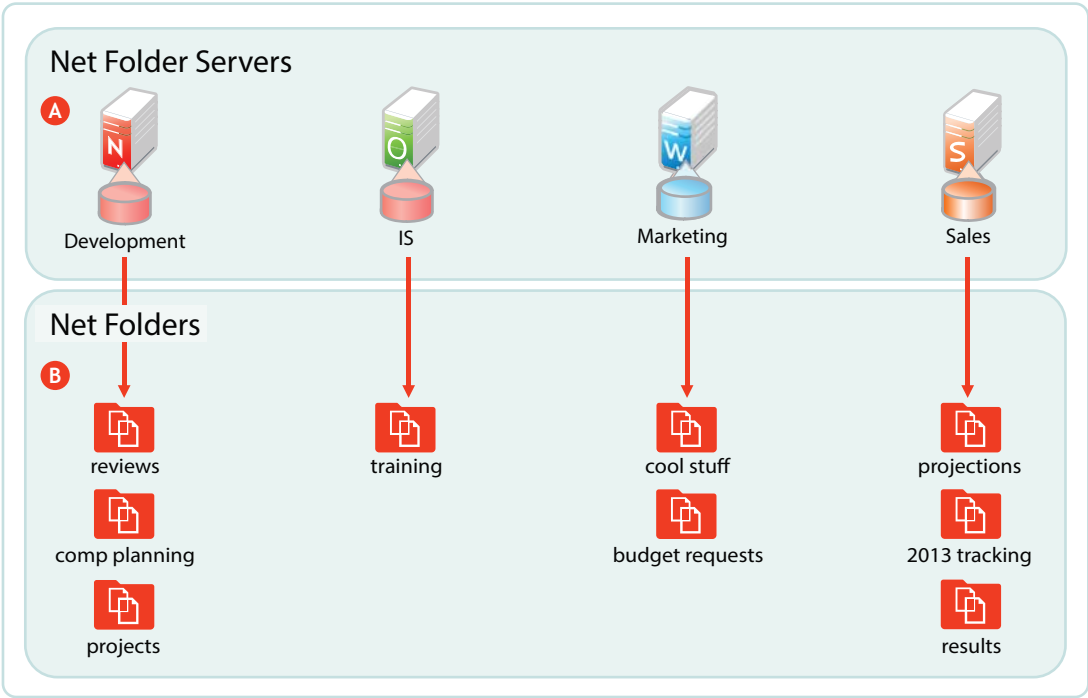 Net Folder Servers
A
N
O
W
S
Development
IS
Marketing
Sales
Net Folders
B
reviews
training
cool stuff
projections
comp planning
budget requests
2013 tracking
projects
results